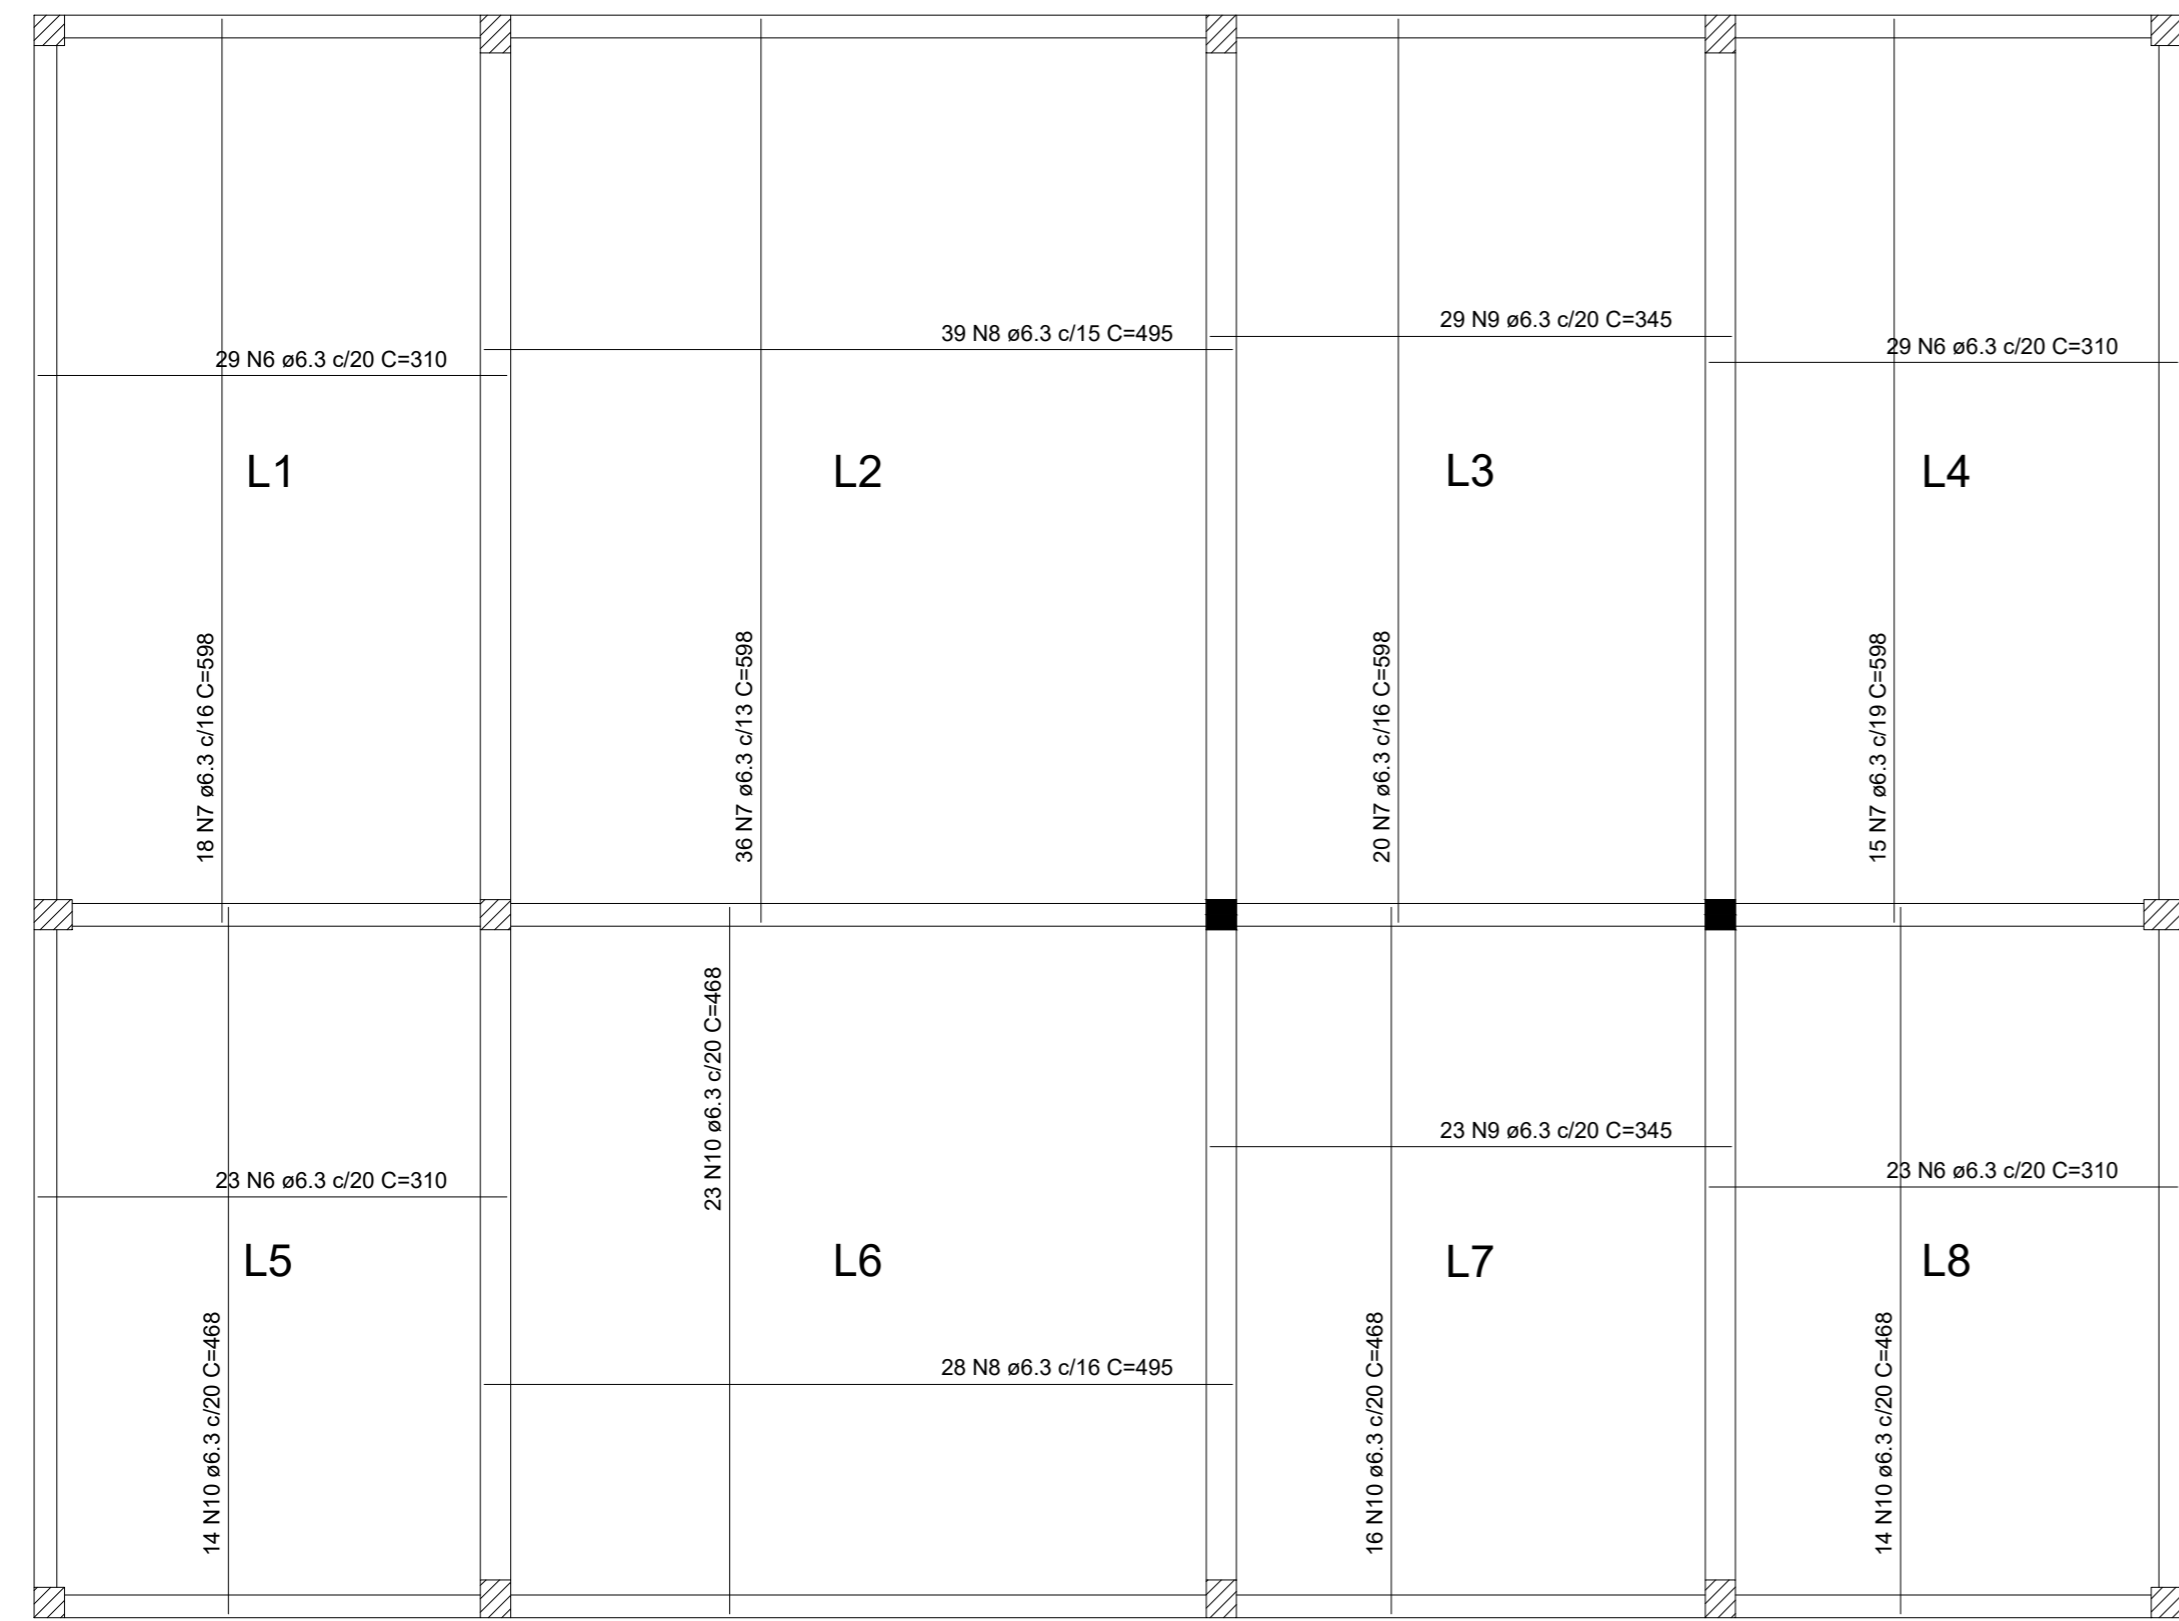 29 N6 ø6.3 c/20 C=310
39 N8 ø6.3 c/15 C=495
29 N9 ø6.3 c/20 C=345
29 N6 ø6.3 c/20 C=310
L1
L2
L3
L4
18 N7 ø6.3 c/16 C=598
36 N7 ø6.3 c/13 C=598
20 N7 ø6.3 c/16 C=598
15 N7 ø6.3 c/19 C=598
23 N10 ø6.3 c/20 C=468
23 N6 ø6.3 c/20 C=310
23 N9 ø6.3 c/20 C=345
23 N6 ø6.3 c/20 C=310
L5
L6
L7
L8
14 N10 ø6.3 c/20 C=468
28 N8 ø6.3 c/16 C=495
16 N10 ø6.3 c/20 C=468
14 N10 ø6.3 c/20 C=468